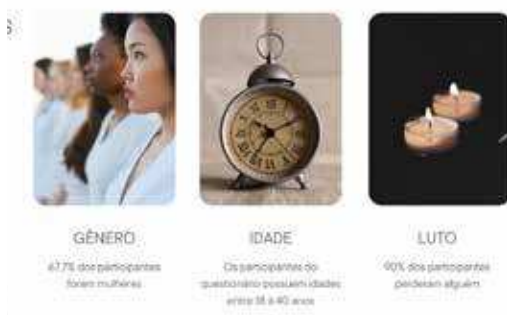 GÊNERO
67,7% dos participantes
foram mulheres
IDADE
Os participantes do
questionário possuem idades
entre 18 a 40 anos
LUTO
90% dos participantes
perderam alguém